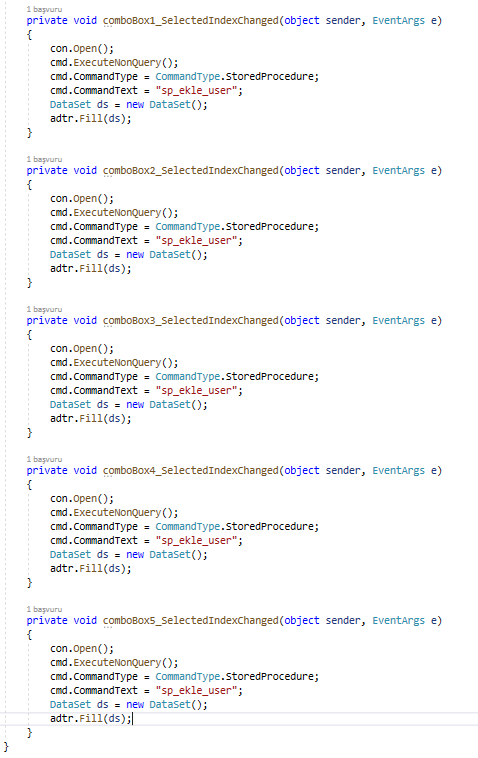 1 başvuru
private void comboBox1_SelectedIndexChanged(object sender, EventArgs e)
{
con.Open();
cmd.ExecuteNonQuery();
cmd.CommandType = CommandType.StoredProcedure;
cmd.CommandText = "sp_ekle_user";
DataSet ds = new DataSet();
adtr.Fill(ds);
}
1 başvuru
private void comboBox2_SelectedIndexChanged(object sender, EventArgs e)
{
con.Open();
cmd.ExecuteNonQuery();
cmd.CommandType = CommandType.StoredProcedure;
cmd.CommandText = "sp_ekle_user";
DataSet ds = new DataSet();
adtr.Fill(ds);
}
1 başvuru
private void comboBox3_SelectedIndexChanged(object sender, EventArgs e)
{
con.Open();
cmd.ExecuteNonQuery();
cmd.CommandType = CommandType.StoredProcedure;
cmd.CommandText = "sp_ekle_user";
DataSet ds = new DataSet();
adtr.Fill(ds);
}
1 başvuru
private void comboBox4_SelectedIndexChanged(object sender, EventArgs e)
{
con.Open();
cmd.ExecuteNonQuery();
cmd.CommandType = CommandType.StoredProcedure;
cmd.CommandText = "sp_ekle_user";
DataSet ds = new DataSet();
adtr.Fill(ds);
}
1 başvuru
private void comboBox5_SelectedIndexChanged(object sender, EventArgs e)
{
con.Open();
cmd.ExecuteNonQuery();
cmd.CommandType = CommandType.StoredProcedure;
cmd.CommandText = "sp_ekle_user";
DataSet ds = new DataSet();
adtr.Fill(ds);
}
}